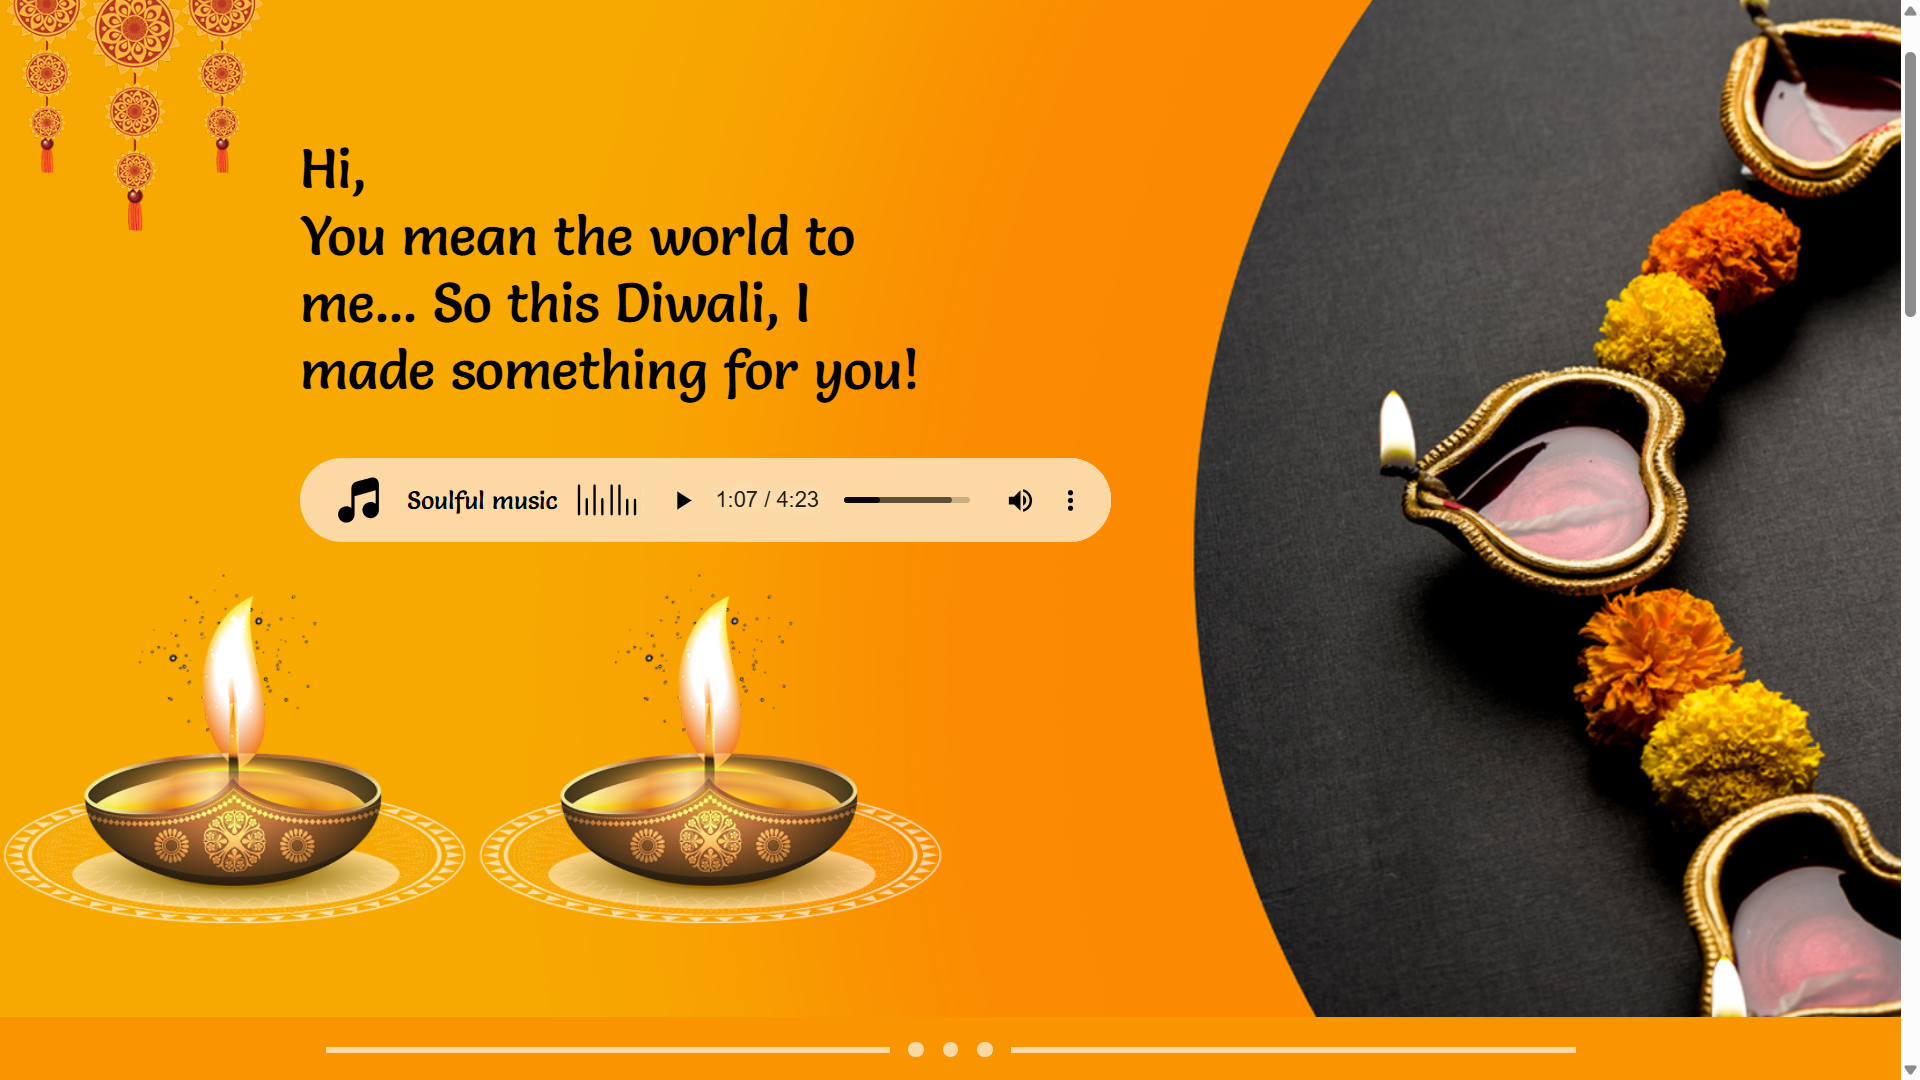 Hi,
You mean the world to
me... So this Diwali, I
made something for you!
Soulful music
1:07 / 4:23